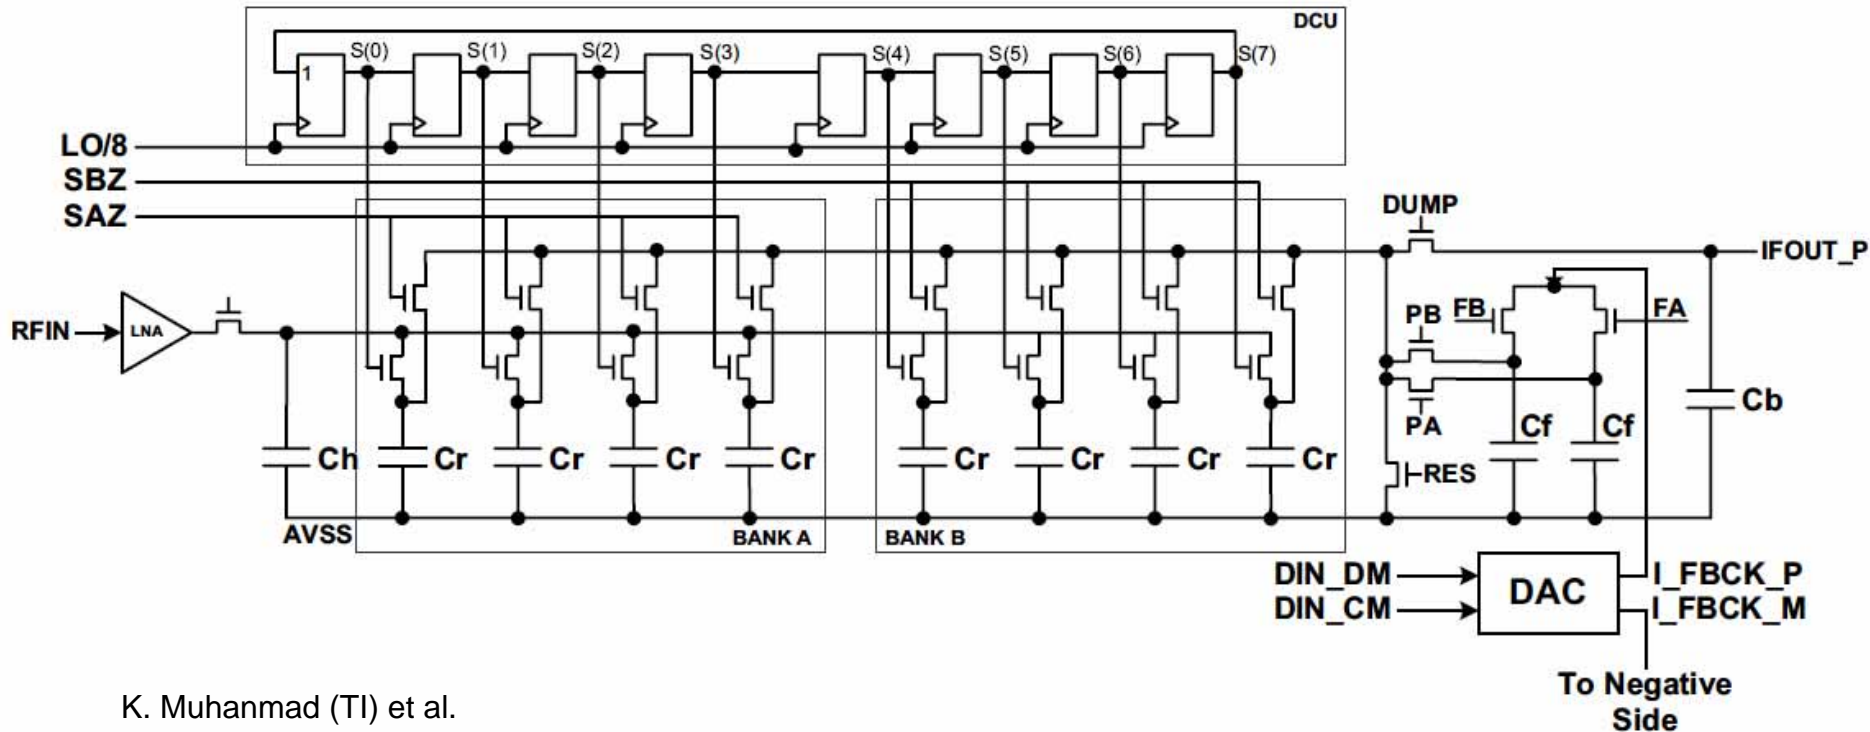 DCU
S(0) S(1) S(2) S(3) S(4) S(5) S(6) S(7)
1
LO/8
SBZ
SAZ
DUMP
IFOUT_P
RFIN
LNA
FB
FA
PB
PA
RES
Ch
Cr Cr Cr Cr Cr Cr Cr Cr
Cf Cf
Cb
AVSS
BANK A
BANK B
DIN_DM
DIN_CM
DAC
I_FBCK_P
I_FBCK_M
To Negative
Side
K. Muhanmad (TI) et al.